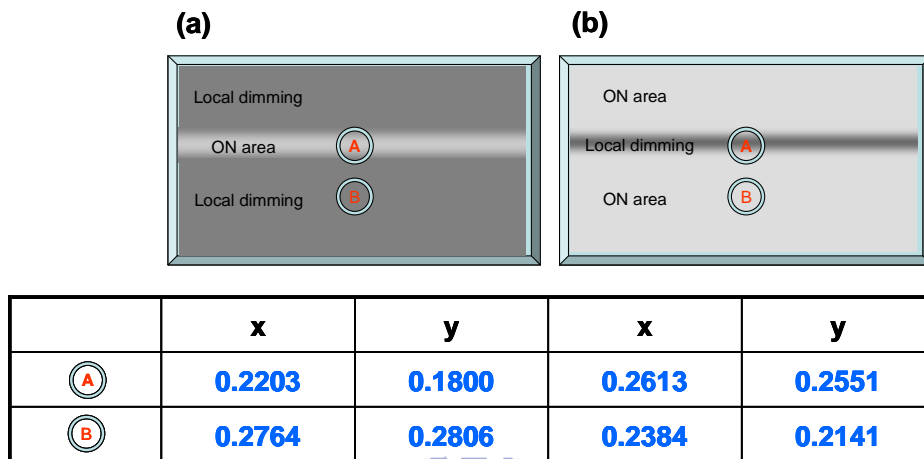 (a) (b)
Local dimming
ON area A
Local dimming B
ON area
Local dimming A
ON area B
x y x y
A 0.2203 0.1800 0.2613 0.2551
B 0.2764 0.2806 0.2384 0.2141